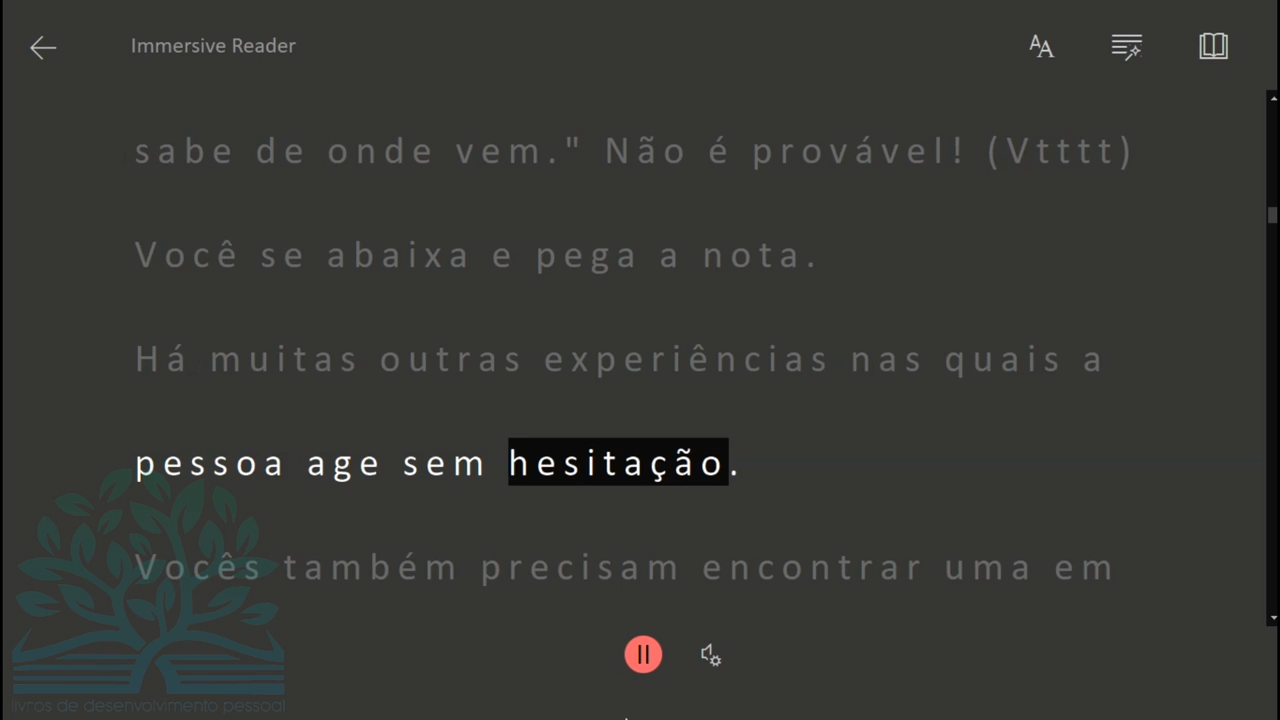 Immersive Reader
sabe de onde vem." Não é provável! (Vtttt)
Você se abaixa e pega a nota.
Há muitas outras experiências nas quais a
pessoa age sem hesitação.
Vocês também precisam encontrar uma em
livros de desenvolvimento pessoal